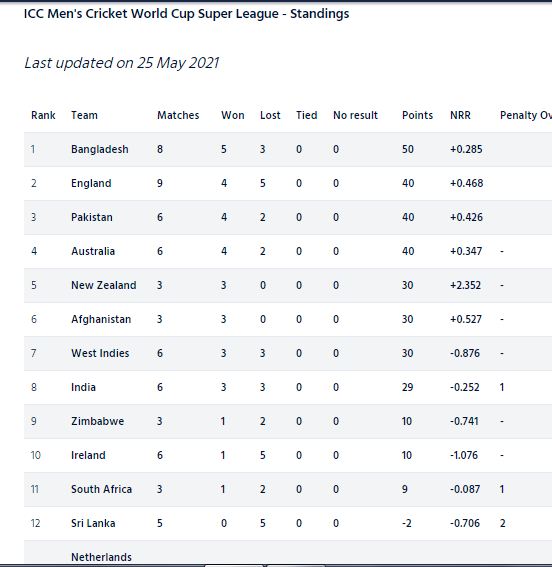 ICC Men's Cricket World Cup Super League - Standings
Last updated on 25 May 2021
Rank Team Matches Won Lost Tied No result Points NRR Penalty Ov
1 Bangladesh 8 5 3 0 0 50 +0.285
2 England 9 4 5 0 0 40 +0.468
3 Pakistan 6 4 2 0 0 40 +0.426
4 Australia 6 4 2 0 0 40 +0.347 -
5 New Zealand 3 3 0 0 0 30 +2.352 -
6 Afghanistan 3 3 0 0 0 30 +0.527 -
7 West Indies 6 3 3 0 0 30 -0.876 -
8 India 6 3 3 0 0 29 -0.252 1
9 Zimbabwe 3 1 2 0 0 10 -0.741 -
10 Ireland 6 1 5 0 0 10 -1.076 -
11 South Africa 3 1 2 0 0 9 -0.087 1
12 Sri Lanka 5 0 5 0 0 -2 -0.706 2
Netherlands